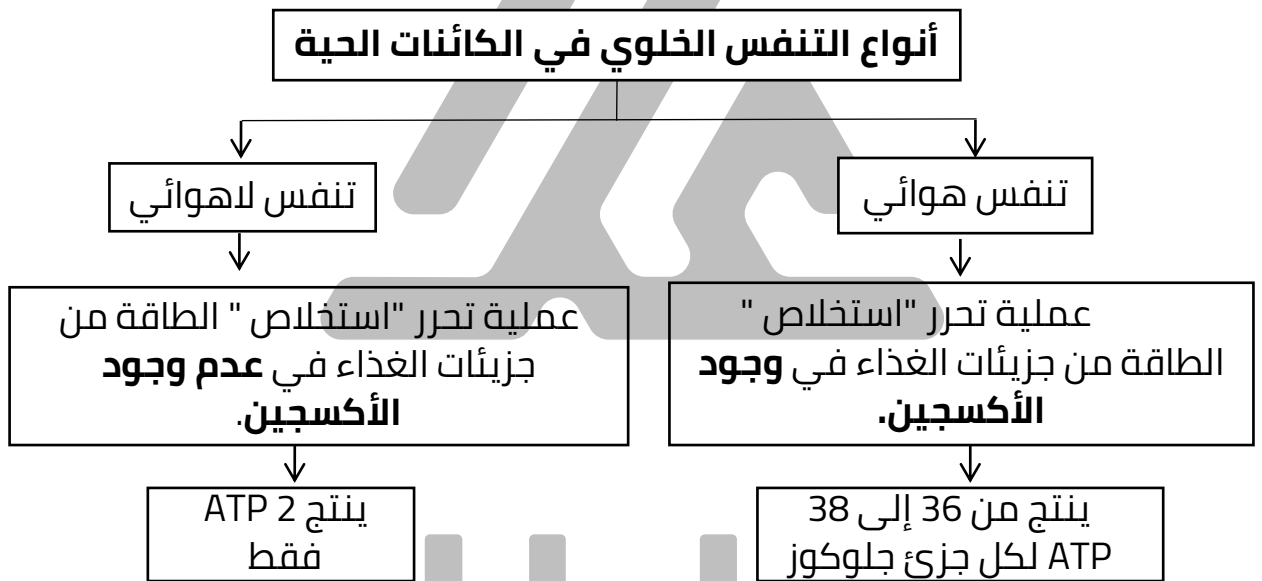 أنواع التنفس الخلوي في الكائنات الحية
تنفس هوائي
تنفس لاهوائي
عملية تحرر "استخلاص "
الطاقة من جزيئات الغذاء في وجود
الأكسجين.
عملية تحرر "استخلاص " الطاقة من
جزيئات الغذاء في عدم وجود
الأكسجين.
ينتج من 36 إلى 38
ATP لكل جزئ جلوكوز
ينتج 2 ATP
فقط